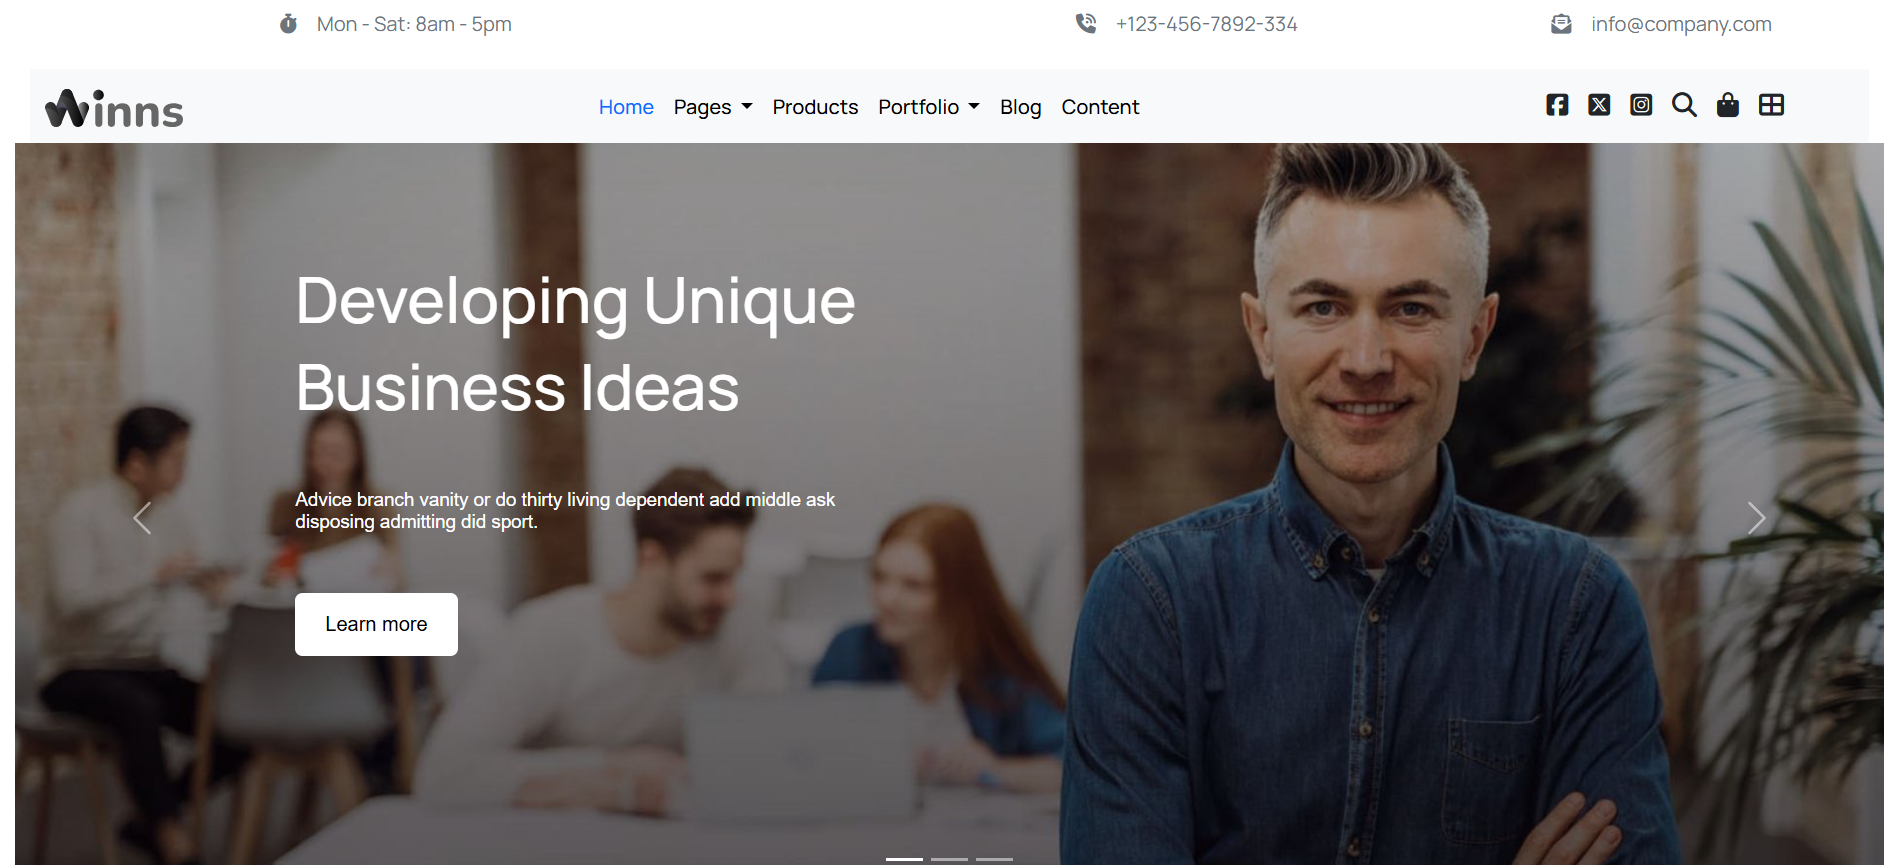 Mon - Sat: 8am - 5pm
+123-456-7892-334
info@company.com
Winns
Home Pages Products Portfolio Blog Content
Developing Unique
Business Ideas
Advice branch vanity or do thirty living dependent add middle ask
disposing admitting did sport.
Learn more